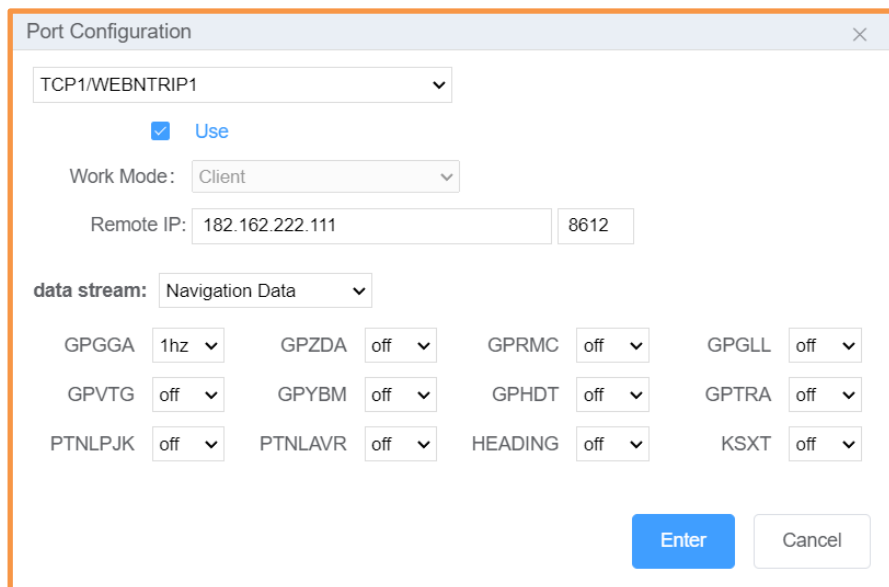 Port Configuration
TCP1/WEBNTRIP1
Use
Work Mode: Client
Remote IP: 182.162.222.111 8612
data stream: Navigation Data
GPGGA 1hz GPZDA off GPRMC off GPGLL off
GPVTG off GPYBM off GPHDT off GPTRA off
PTNLPJK off PTNLAVR off HEADING off KSXT off
Enter Cancel